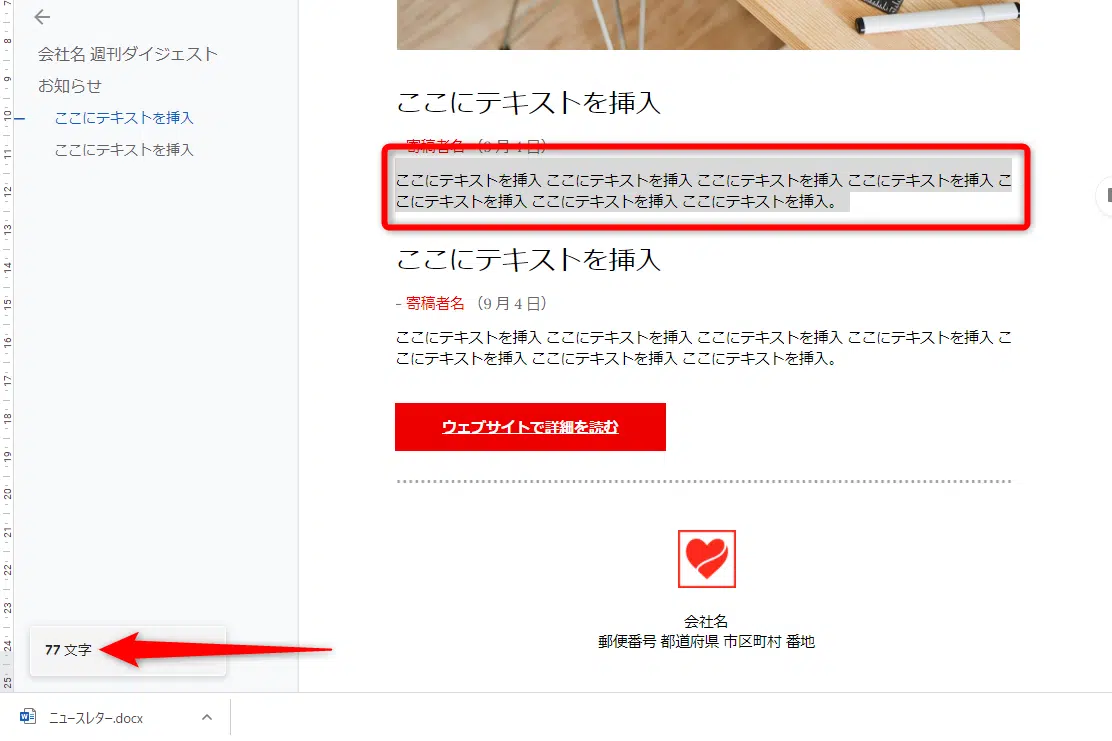 会社名 週刊ダイジェスト
お知らせ
ここにテキストを挿入
ここにテキストを挿入
ここにテキストを挿入
寄稿者名 （9 月 4 日）
ここにテキストを挿入 ここにテキストを挿入 ここにテキストを挿入 ここにテキストを挿入 こ
こにテキストを挿入 ここにテキストを挿入 ここにテキストを挿入。
ここにテキストを挿入
- 寄稿者名 （9 月 4 日）
ここにテキストを挿入 ここにテキストを挿入 ここにテキストを挿入 ここにテキストを挿入 こ
こにテキストを挿入 ここにテキストを挿入 ここにテキストを挿入。
ウェブサイトで詳細を読む
会社名
郵便番号 都道府県 市区町村 番地
7
8
9
10
11
12
13
14
15
16
17
18
19
20
21
22
23
24
25
77 文字
ニュースレター.docx